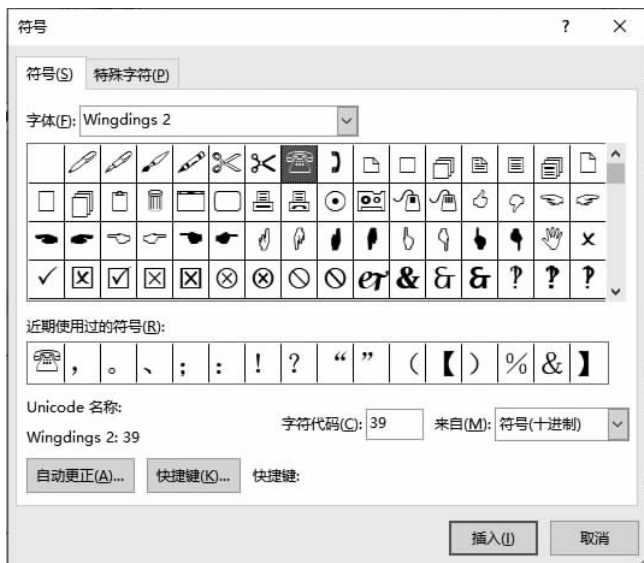 符号
? ×
符号(S) 特殊字符(P)
字体(F): Wingdings 2
近期使用过的符号(R):
☎ , 。 、 ; : ! ? “ ” ( 【 ) % & 】
Unicode 名称:
Wingdings 2: 39
字符代码(C): 39 来自(M): 符号(十进制)
自动更正(A)... 快捷键(K)... 快捷键:
插入(I) 取消